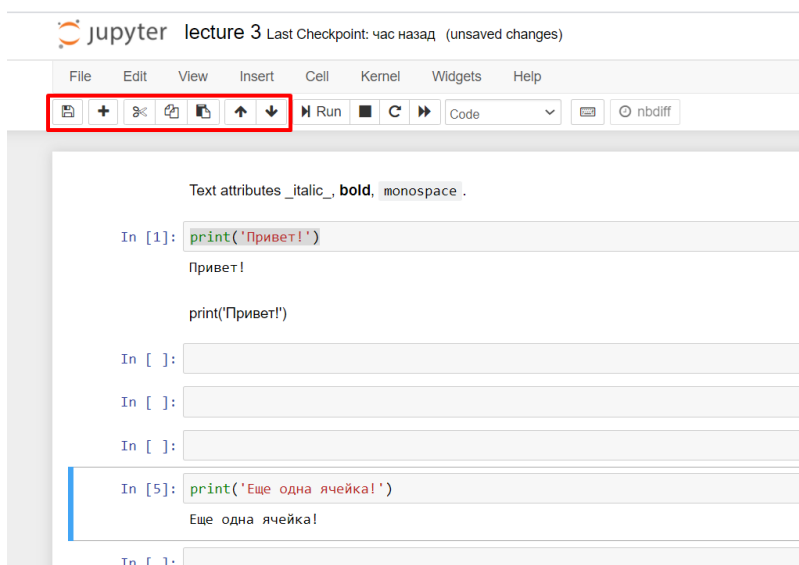 jupyter lecture 3 Last Checkpoint: час назад (unsaved changes)
File Edit View Insert Cell Kernel Widgets Help
Run Code nbdiff
Text attributes _italic_, bold, monospace .
In [1]: print('Привет!')
Привет!
print('Привет!')
In [ ]:
In [ ]:
In [ ]:
In [5]: print('Еще одна ячейка!')
Еще одна ячейка!
In [ ]: